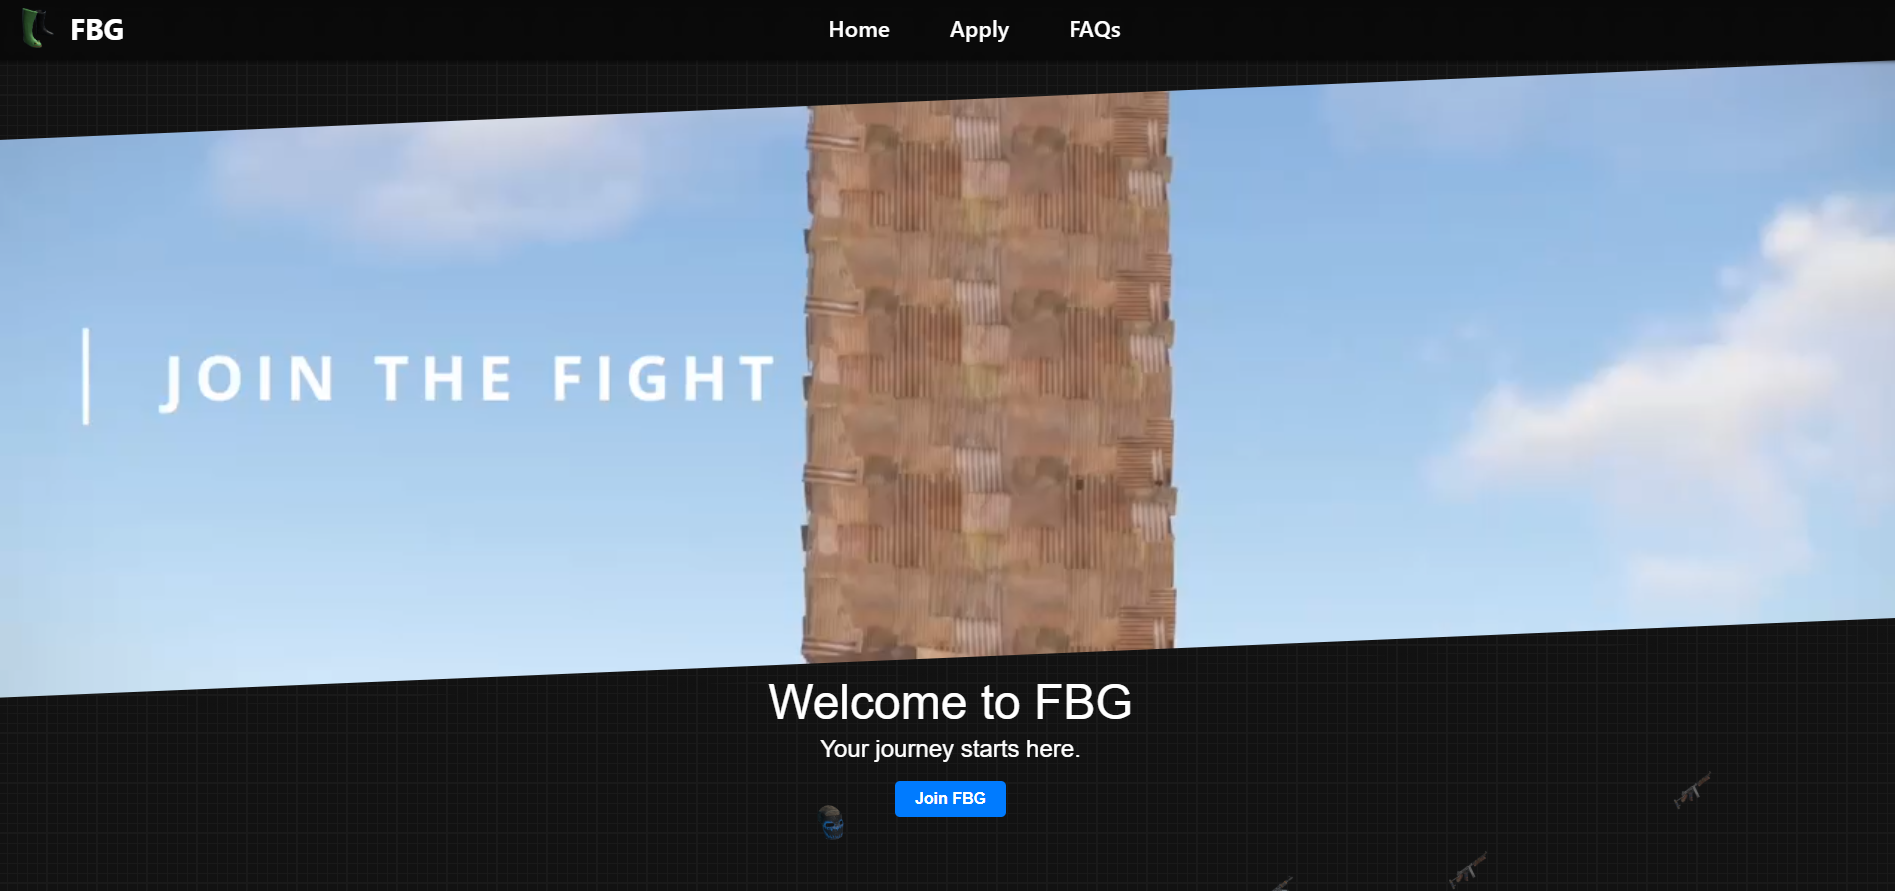 FBG
Home Apply FAQs
JOIN THE FIGHT
Welcome to FBG
Your journey starts here.
Join FBG